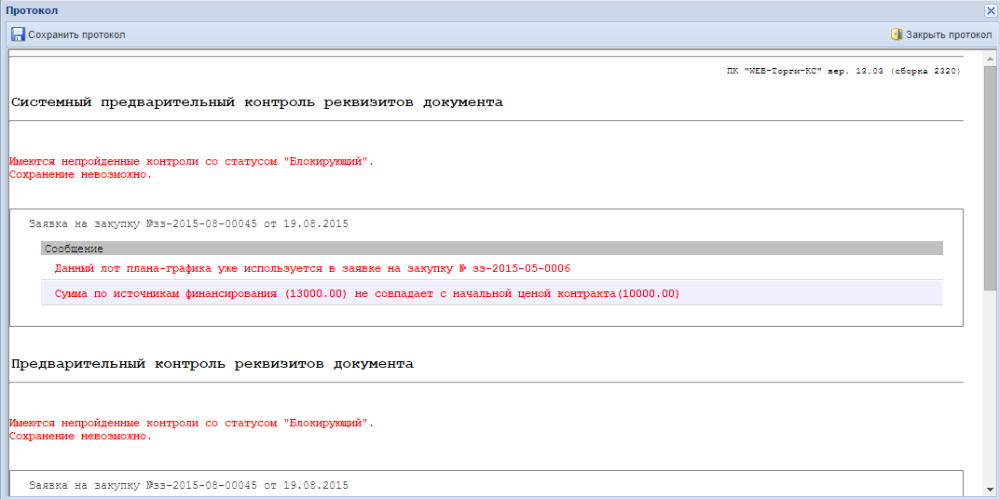 Протокол
Сохранить протокол
Закрыть протокол
ПК "WEB-Торги-КС" вер. 13.03 (сборка 2320)
Системный предварительный контроль реквизитов документа
Имеются непройденные контроли со статусом "Блокирующий".
Сохранение невозможно.
Заявка на закупку №зз-2015-08-00045 от 19.08.2015
Сообщение
Данный лот плана-графика уже используется в заявке на закупку № зз-2015-05-0006
Сумма по источникам финансирования (13000.00) не совпадает с начальной ценой контракта(10000.00)
Предварительный контроль реквизитов документа
Имеются непройденные контроли со статусом "Блокирующий".
Сохранение невозможно.
Заявка на закупку №зз-2015-08-00045 от 19.08.2015